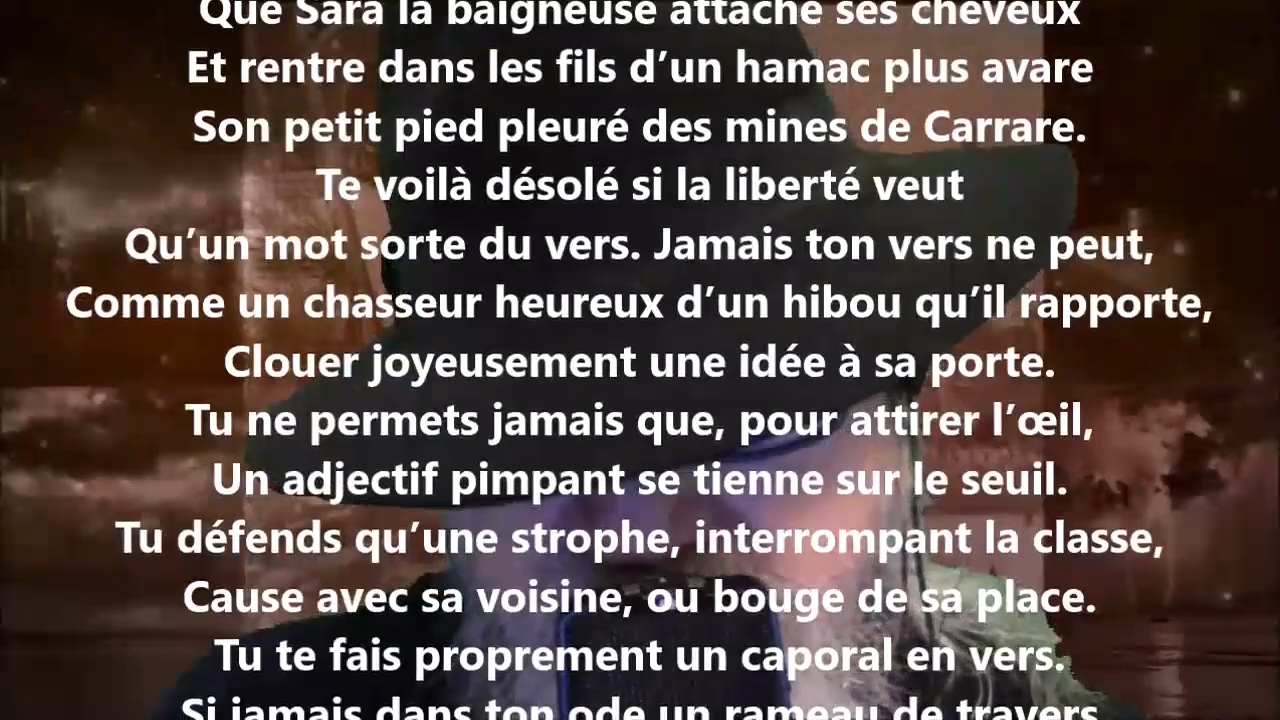 Que Sara la baigneuse attache ses cheveux
Et rentre dans les fils d’un hamac plus avare
Son petit pied pleuré des mines de Carrare.
Te voilà désolé si la liberté veut
Qu’un mot sorte du vers. Jamais ton vers ne peut,
Comme un chasseur heureux d’un hibou qu’il rapporte,
Clouer joyeusement une idée à sa porte.
Tu ne permets jamais que, pour attirer l’œil,
Un adjectif pimpant se tienne sur le seuil.
Tu défends qu’une strophe, interrompant la classe,
Cause avec sa voisine, ou bouge de sa place.
Tu te fais proprement un caporal en vers.
Si jamais dans ton ode un rameau de travers